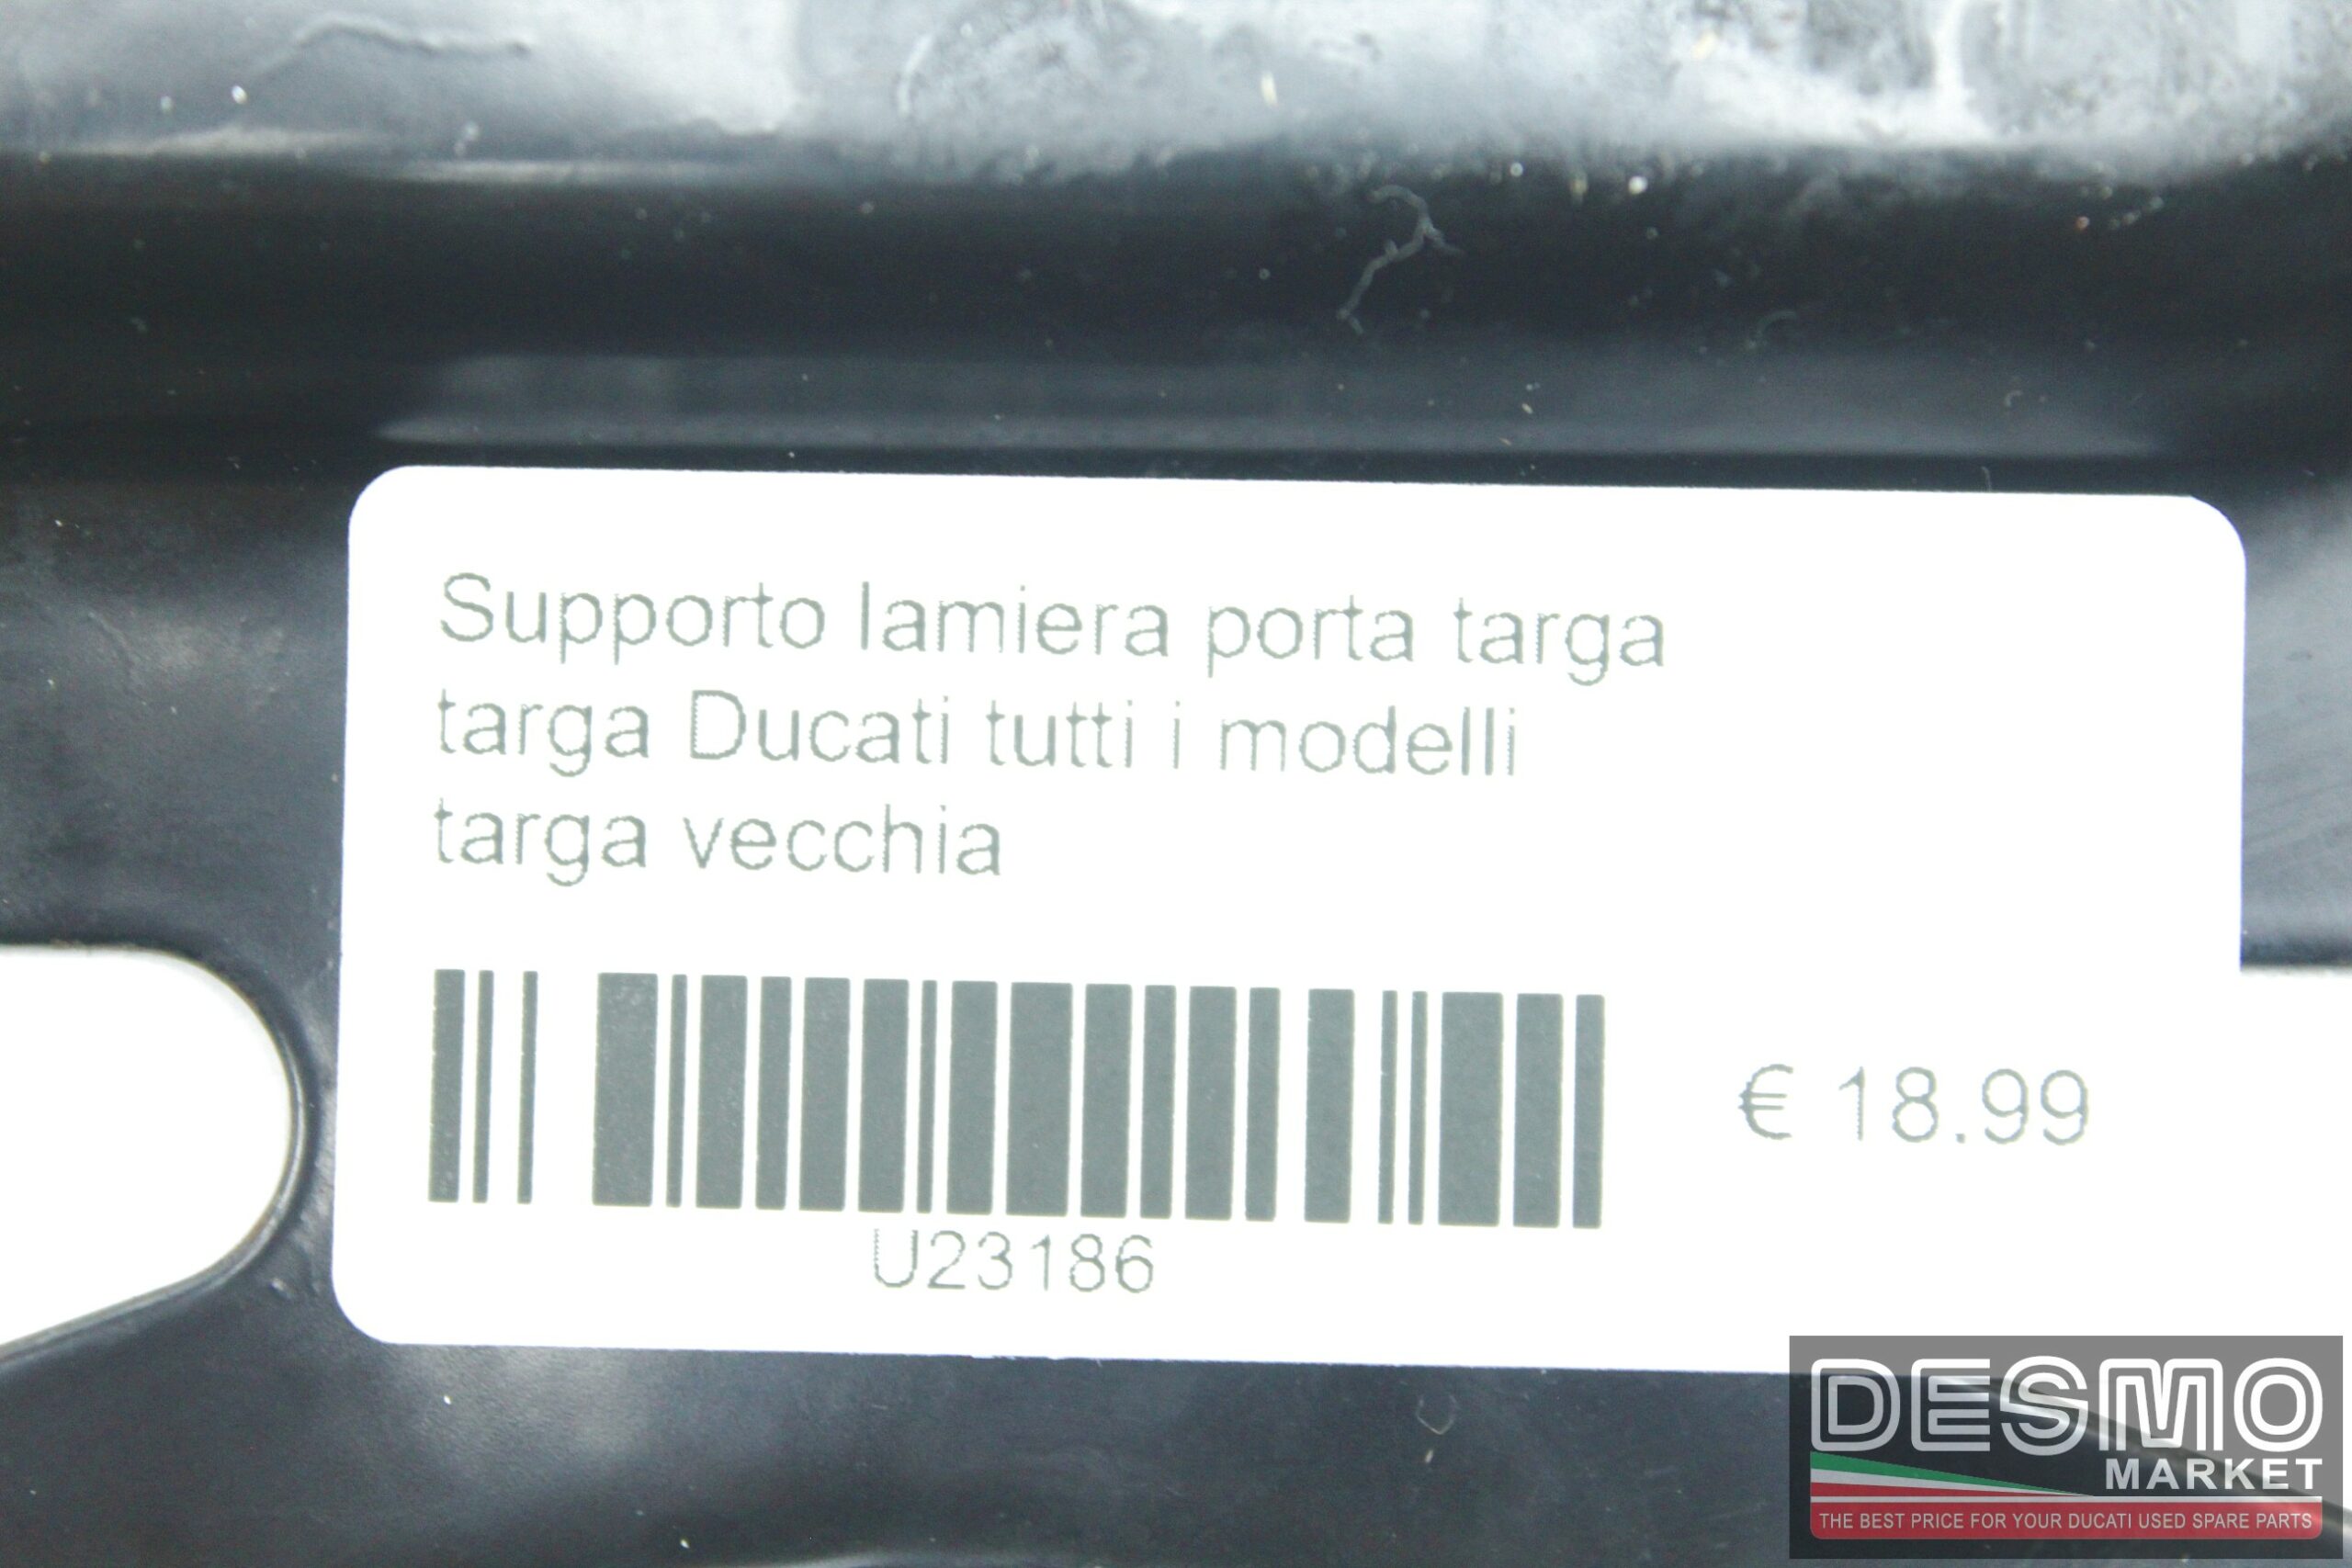 Supporto lamiera porta targa
targa Ducati tutti i modelli
targa vecchia
€ 18.99
U23186
DESMO
MARKET
THE BEST PRICE FOR YOUR DUCATI USED SPARE PARTS